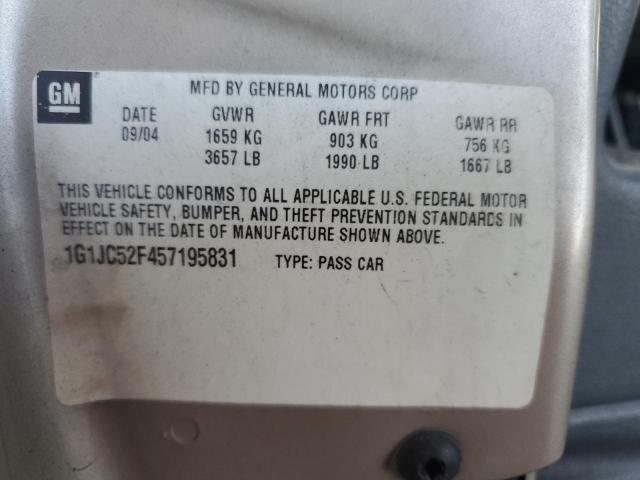 GM
MFD BY GENERAL MOTORS CORP
DATE GVWR GAWR FRT GAWR RR
09/04 1659 KG 903 KG 756 KG
3657 LB 1990 LB 1667 LB
THIS VEHICLE CONFORMS TO ALL APPLICABLE U.S. FEDERAL MOTOR
VEHICLE SAFETY, BUMPER, AND THEFT PREVENTION STANDARDS IN
EFFECT ON THE DATE OF MANUFACTURE SHOWN ABOVE.
1G1JC52F457195831 TYPE: PASS CAR